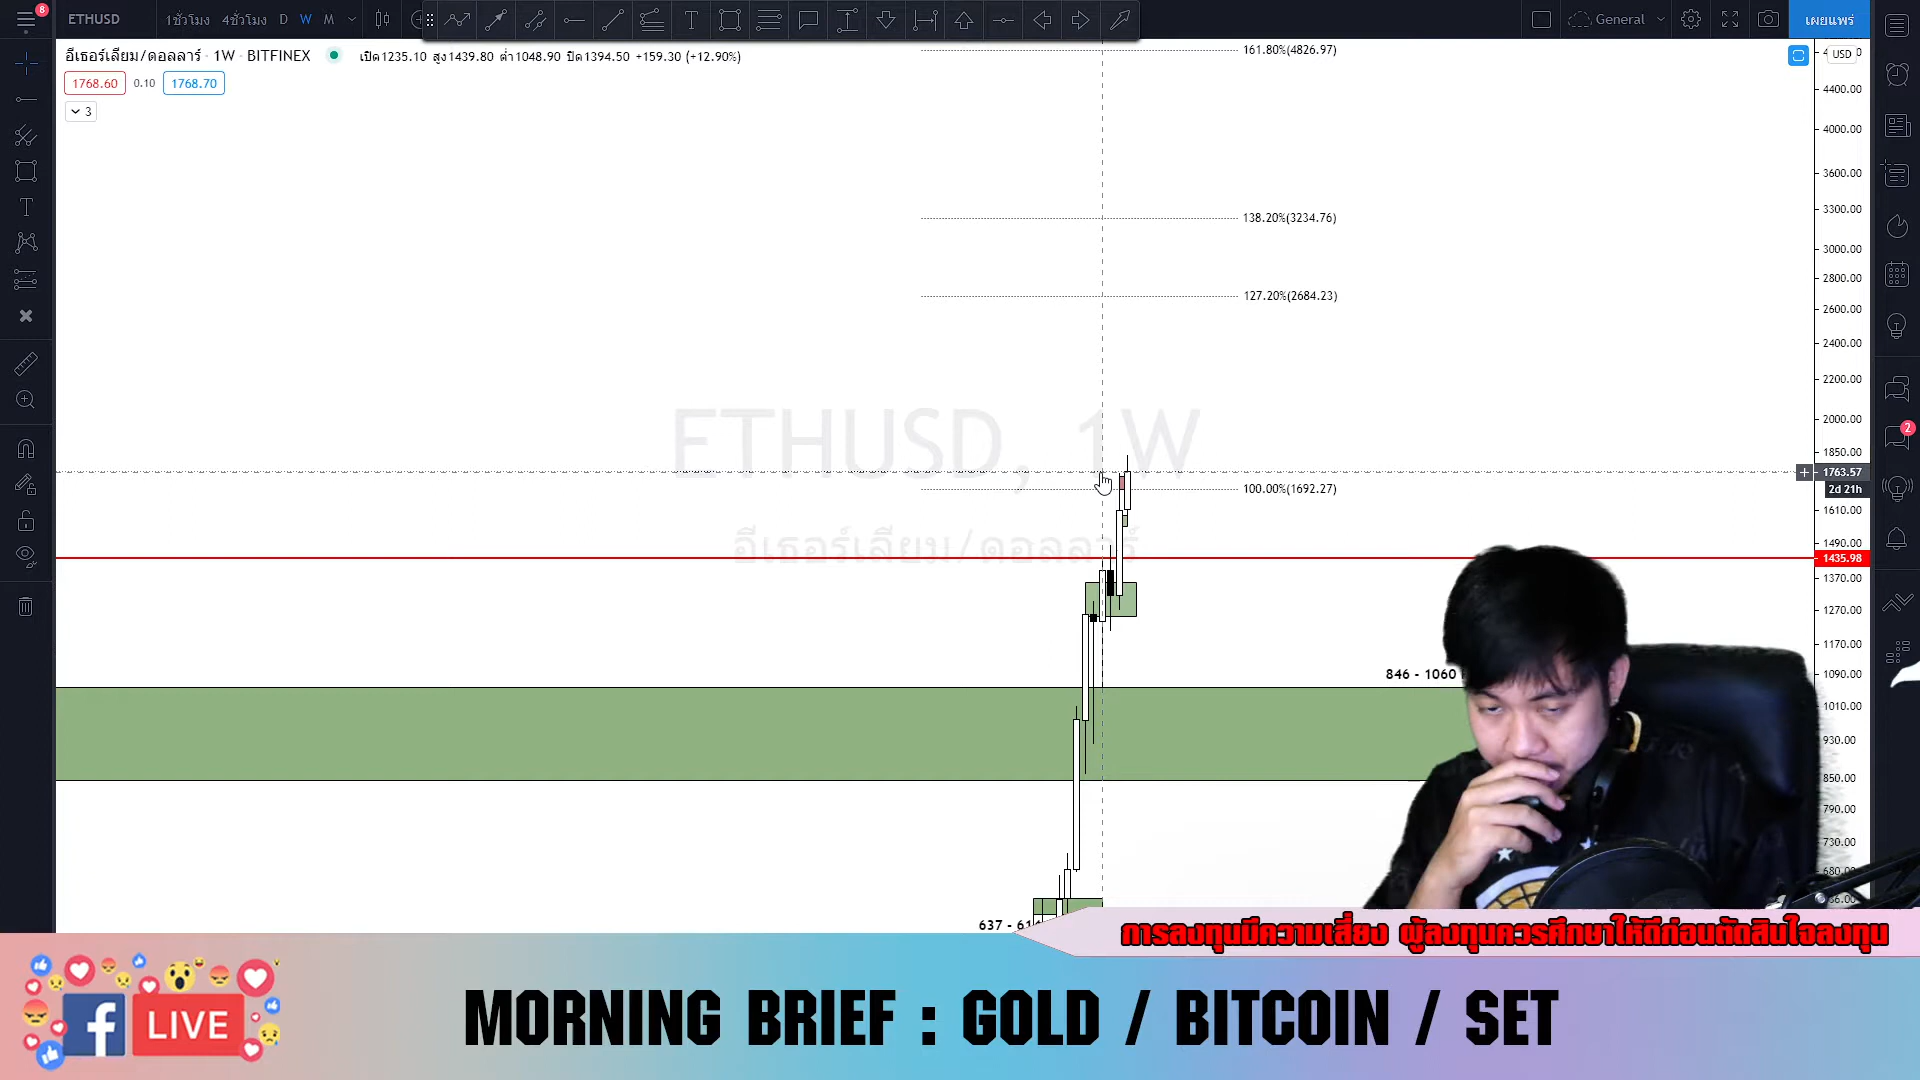 8
ETHUSD 1ชั่วโมง 4ชั่วโมง D W M
General
เผยแพร่
อีเธอร์เลียม/ดอลลาร์ · 1W · BITFINEX
เปิด1235.10 สูง1439.80 ต่ำ1048.90 ปิด1394.50 +159.30 (+12.90%)
1768.60 0.10 1768.70
3
161.80%(4826.97)
138.20%(3234.76)
127.20%(2684.23)
100.00%(1692.27)
ETHUSD, 1W
อีเธอร์เลียม/ดอลลาร์
USD
4400.00
4000.00
3600.00
3300.00
3000.00
2800.00
2600.00
2400.00
2200.00
2000.00
1850.00
1763.57
2d 21h
1610.00
1490.00
1435.98
1370.00
1270.00
1170.00
1090.00
1010.00
930.00
850.00
790.00
730.00
2
846 - 1060
637 - 61
การลงทุนมีความเสี่ยง ผู้ลงทุนควรศึกษาให้ดีก่อนตัดสินใจลงทุน
f LIVE
MORNING BRIEF : GOLD / BITCOIN / SET